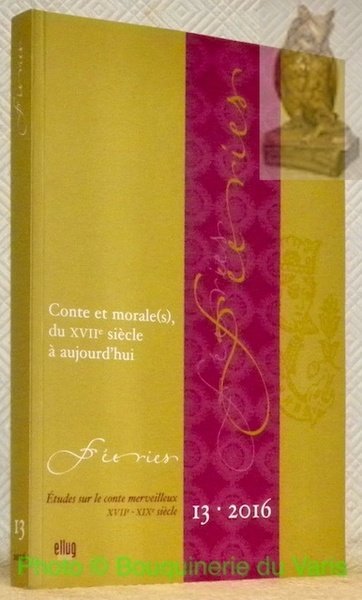 Féeries
Féeries
Conte et morale(s),
du XVIIe siècle
à aujourd'hui
Féeries
Études sur le conte merveilleux
XVIIe - XIXe siècle
13 · 2016
13
ellug
Photo © Bouquinerie du Varis